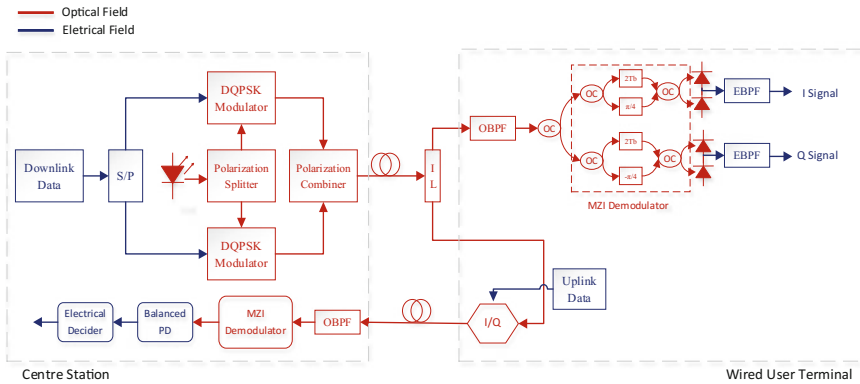 Optical Field
Eletrical Field
DQPSK
Modulator
Downlink
Data
S/P
Polarization
Splitter
Polarization
Combiner
DQPSK
Modulator
IL
OBPF
OC
OC
2Tb
π/4
OC
OC
2Tb
-π/4
OC
MZI Demodulator
EBPF
I Signal
EBPF
Q Signal
Uplink
Data
I/Q
OBPF
MZI
Demodulator
Balanced
PD
Electrical
Decider
Centre Station
Wired User Terminal